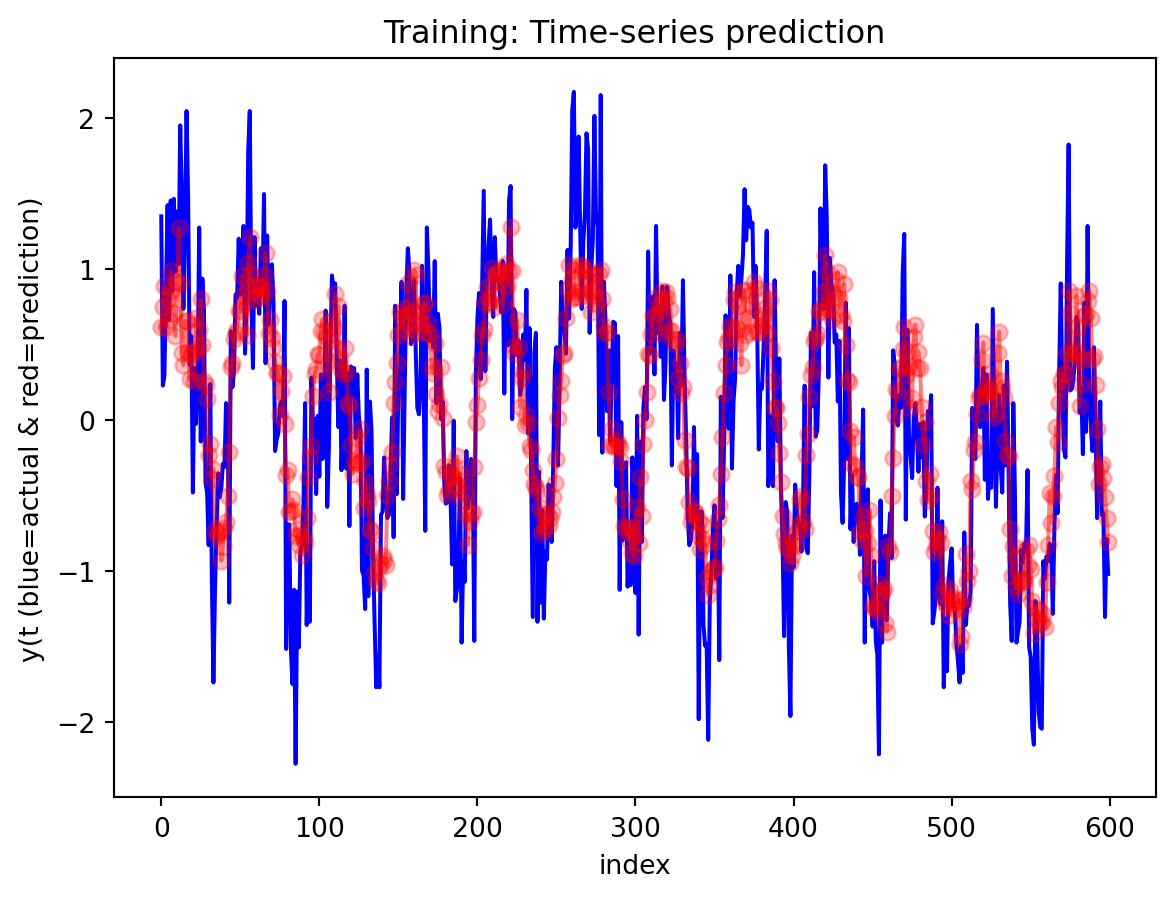 Training: Time-series prediction
y(t (blue=actual & red=prediction)
2
1
0
−1
−2
0 100 200 300 400 500 600
index